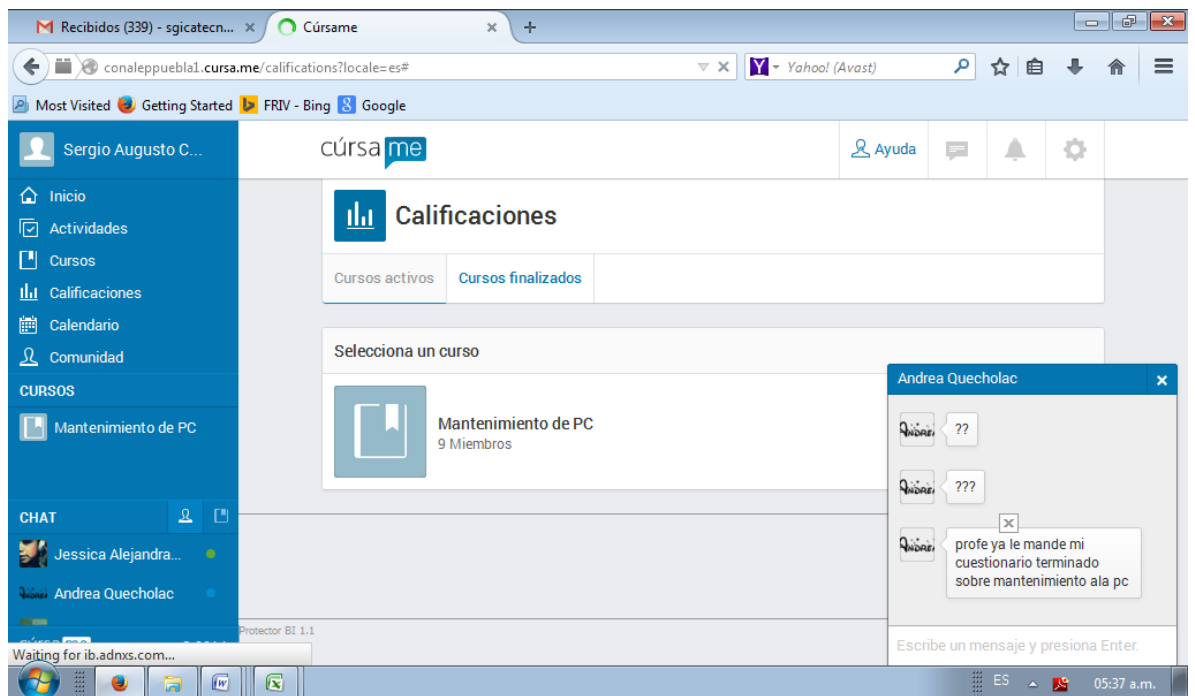 Recibidos (339) - sgicatecn...
Cúrsame
conaleppuebla1.cursa.me/califications?locale=es#
Yahoo! (Avast)
Most Visited
Getting Started
FRIV - Bing
Google
Sergio Augusto C...
cúrsame
Ayuda
Inicio
Actividades
Cursos
Calificaciones
Calendario
Comunidad
CURSOS
Mantenimiento de PC
CHAT
Jessica Alejandra...
Andrea Quecholac
Calificaciones
Cursos activos
Cursos finalizados
Selecciona un curso
Mantenimiento de PC
9 Miembros
Andrea Quecholac
??
???
profe ya le mande mi
cuestionario terminado
sobre mantenimiento ala pc
Escribe un mensaje y presiona Enter.
Protector BI 1.1
Waiting for ib.adnxs.com...
ES
05:37 a.m.